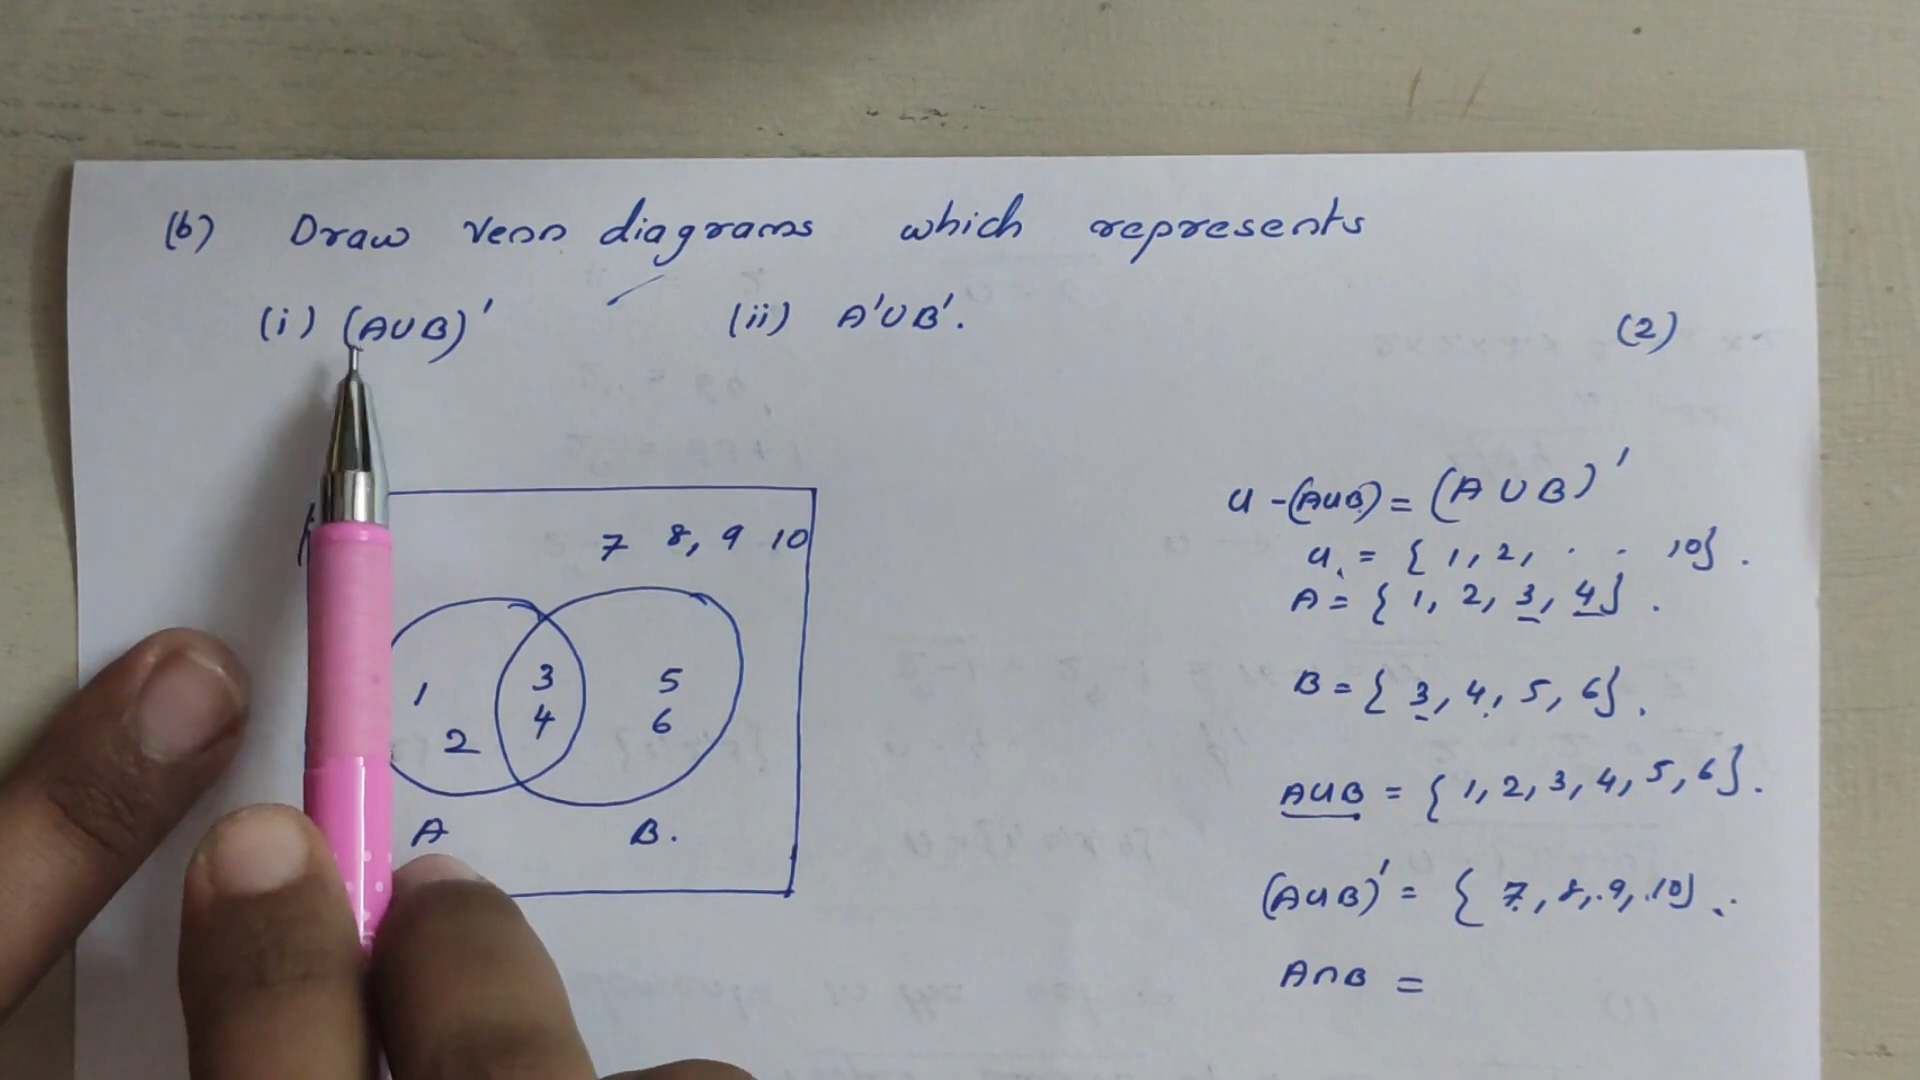 (b) Draw Venn diagrams which represents
(i) (A∪B)' (ii) A'∪B'. (2)
7 8, 9 10
1 3 5
2 4 6
A B.
U -(A∪B) = (A ∪ B)'
U = { 1, 2, . . 10} .
A = { 1, 2, 3, 4} .
B = { 3, 4, 5, 6} .
A∪B = { 1, 2, 3, 4, 5, 6} .
(A∪B)' = { 7, 8, 9, 10} .
A∩B =